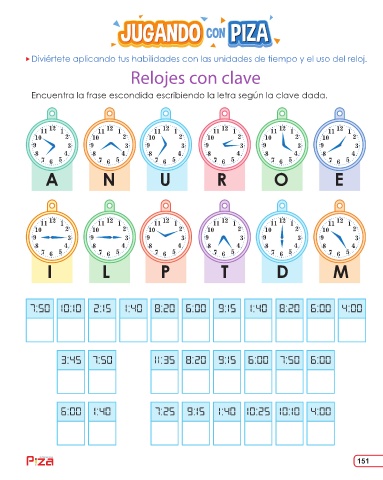 JUGANDO CON PIZA
Diviértete aplicando tus habilidades con las unidades de tiempo y el uso del reloj.
Relojes con clave
Encuentra la frase escondida escribiendo la letra según la clave dada.
A N U R O E
I L P T D M
7:50 10:10 2:15 1:40 8:20 6:00 9:15 1:40 8:20 6:00 4:00
3:45 7:50 11:35 8:20 9:15 6:00 7:50 6:00
6:00 1:40 7:25 9:15 1:40 10:25 10:10 4:00
Piza
151